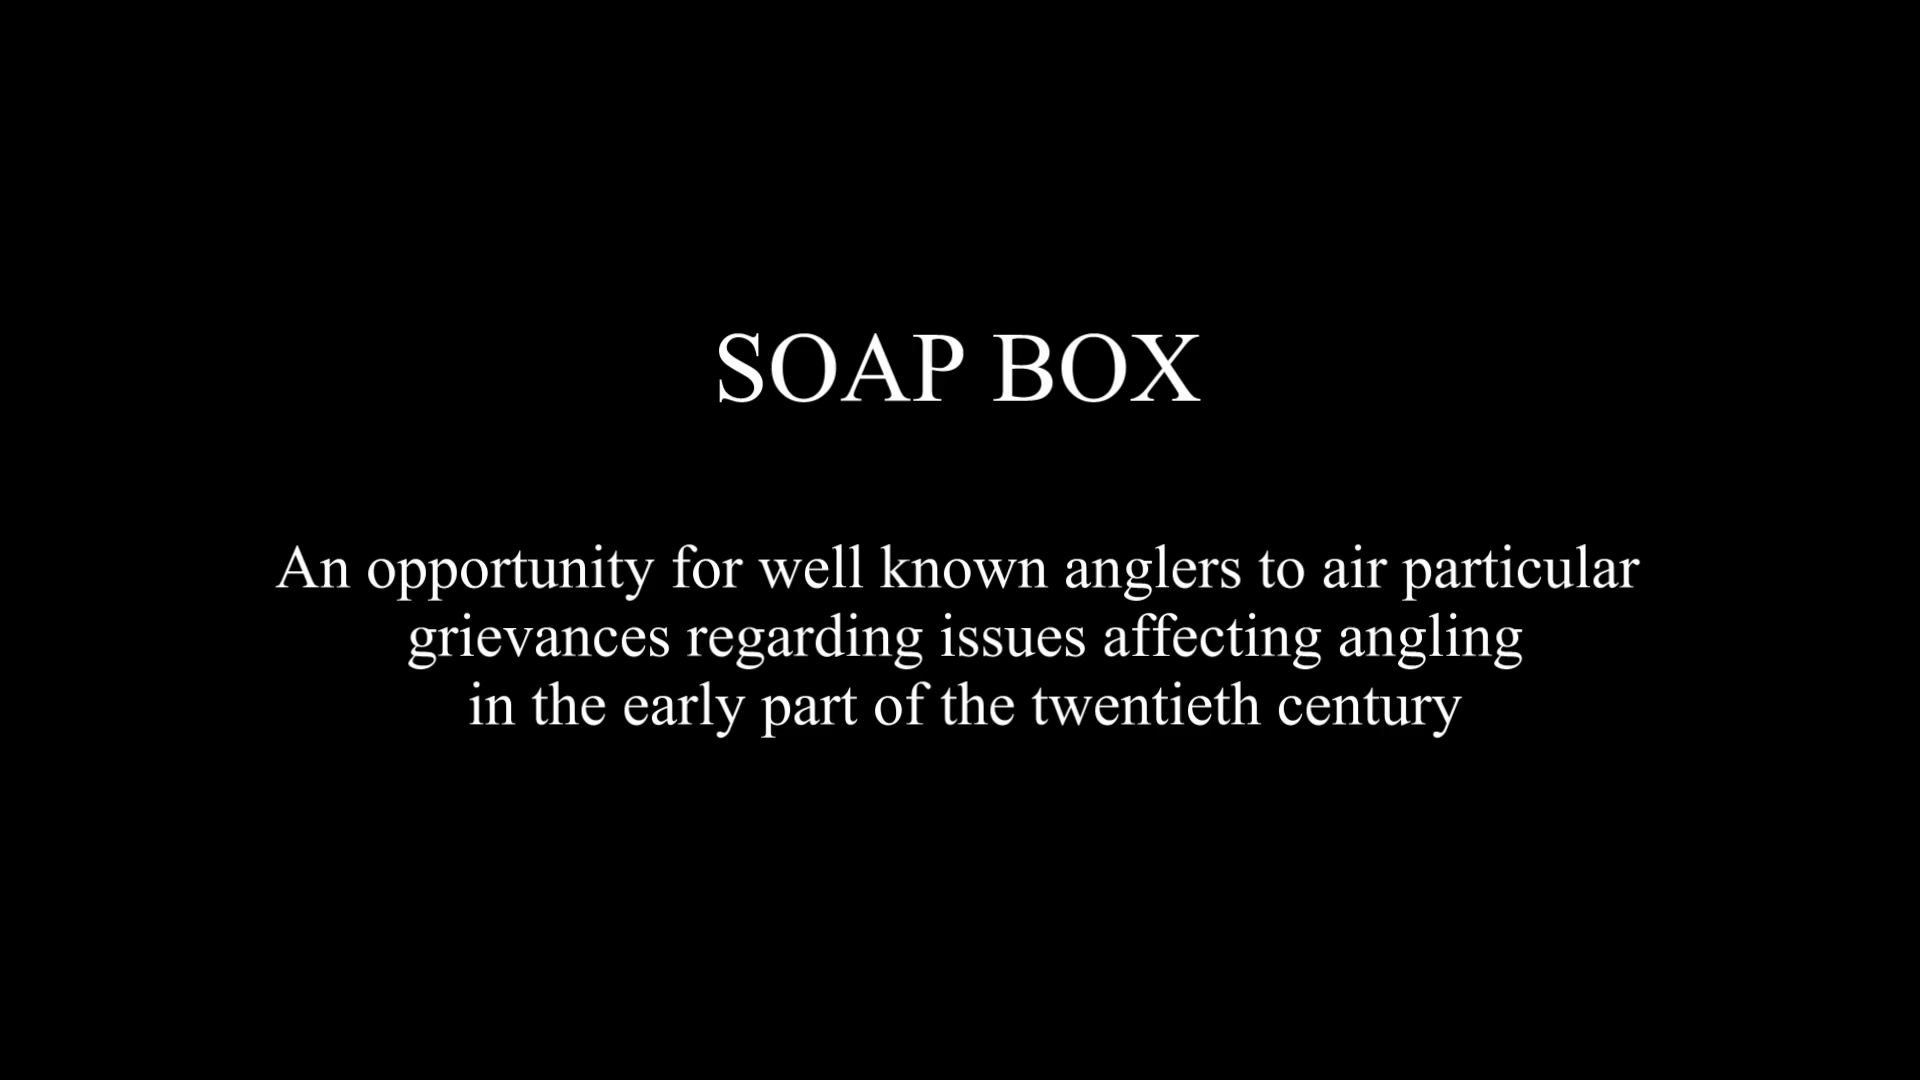 SOAP BOX
An opportunity for well known anglers to air particular
grievances regarding issues affecting angling
in the early part of the twentieth century